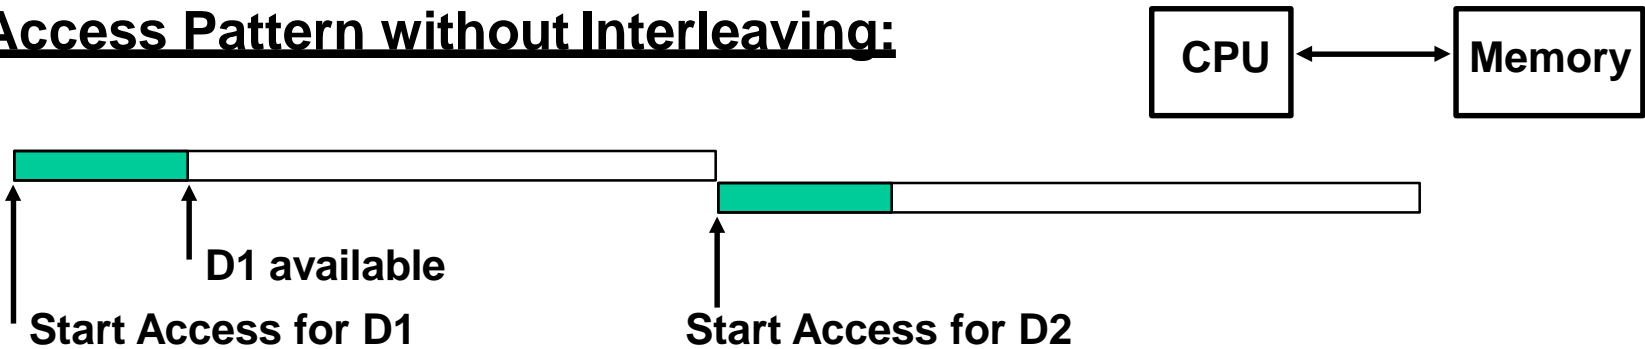 Access Pattern without Interleaving:
CPU
Memory
D1 available
Start Access for D1
Start Access for D2